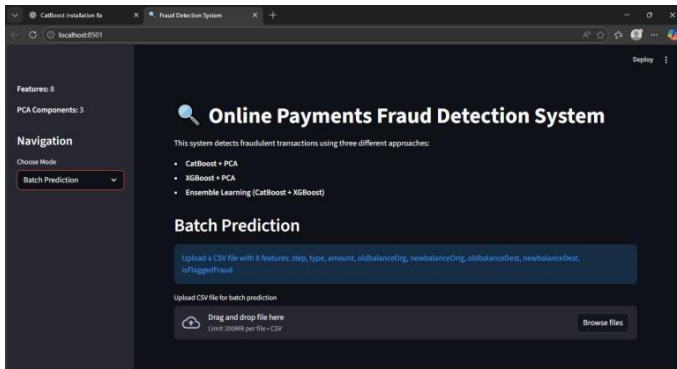 CatBoost installation fix
Fraud Detection System
localhost:8501
Deploy
Features: 8
PCA Components: 3
Navigation
Choose Mode
Batch Prediction
Online Payments Fraud Detection System
This system detects fraudulent transactions using three different approaches:
• CatBoost + PCA
• XGBoost + PCA
• Ensemble Learning (CatBoost + XGBoost)
Batch Prediction
Upload a CSV file with 8 features: step, type, amount, oldbalanceOrg, newbalanceOrig, oldbalanceDest, newbalanceDest,
isFlaggedFraud
Upload CSV file for batch prediction
Drag and drop file here
Limit 200MB per file • CSV
Browse files